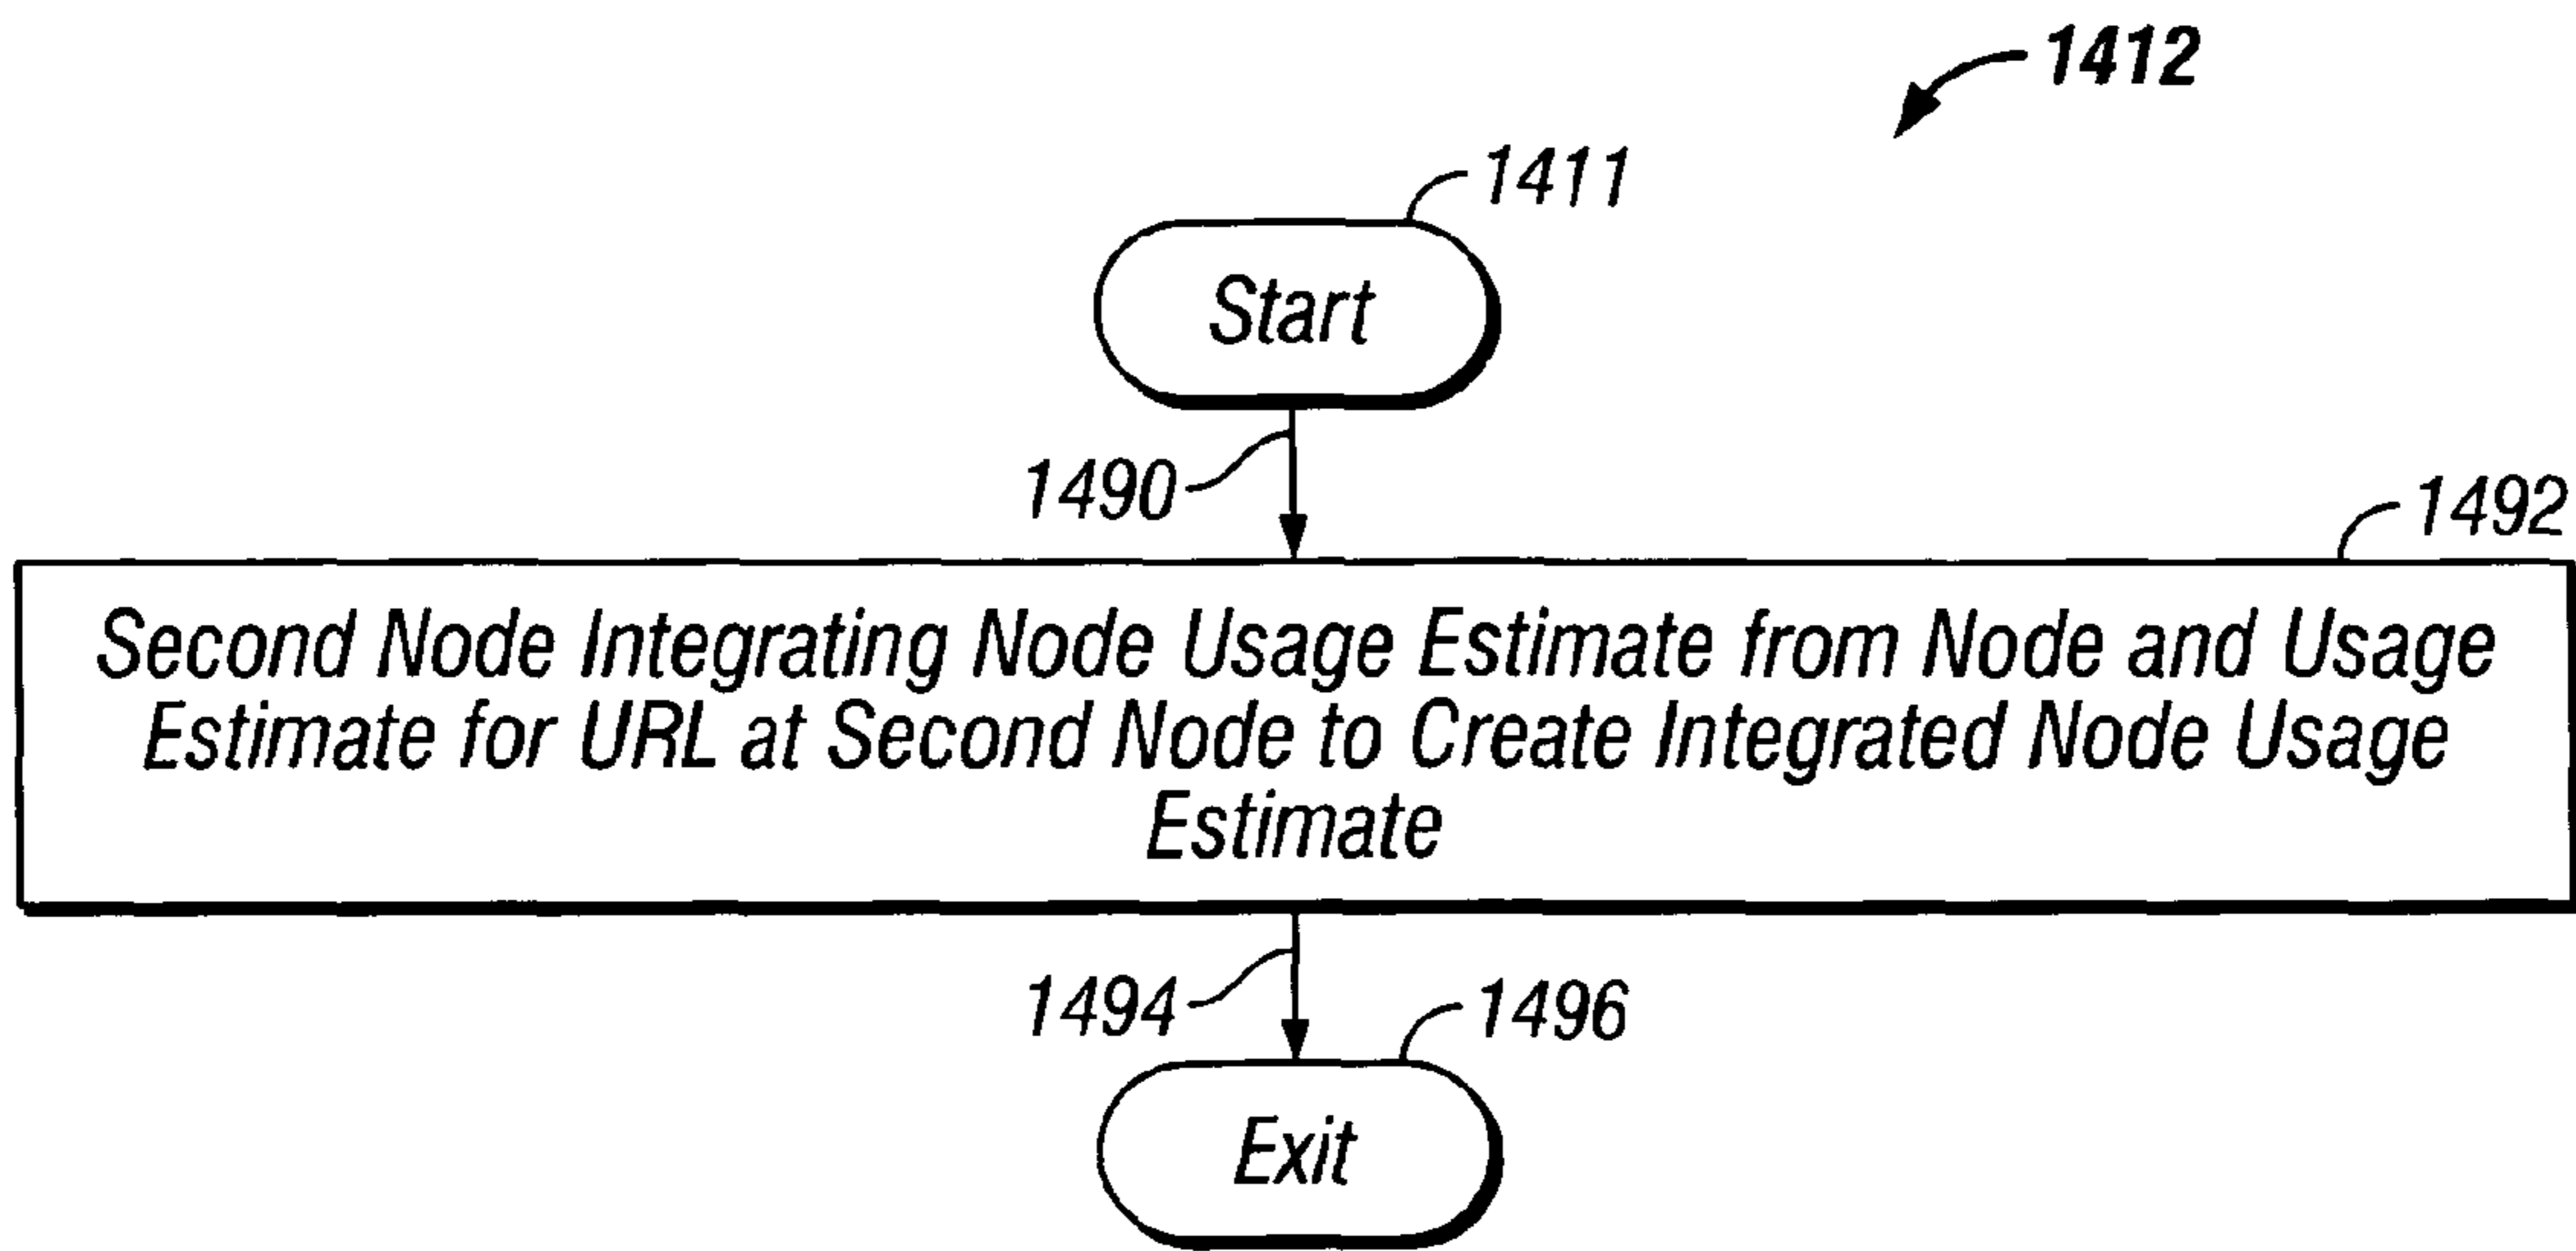 1412
1411
Start
1490
1492
Second Node Integrating Node Usage Estimate from Node and Usage
Estimate for URL at Second Node to Create Integrated Node Usage
Estimate
1494
1496
Exit